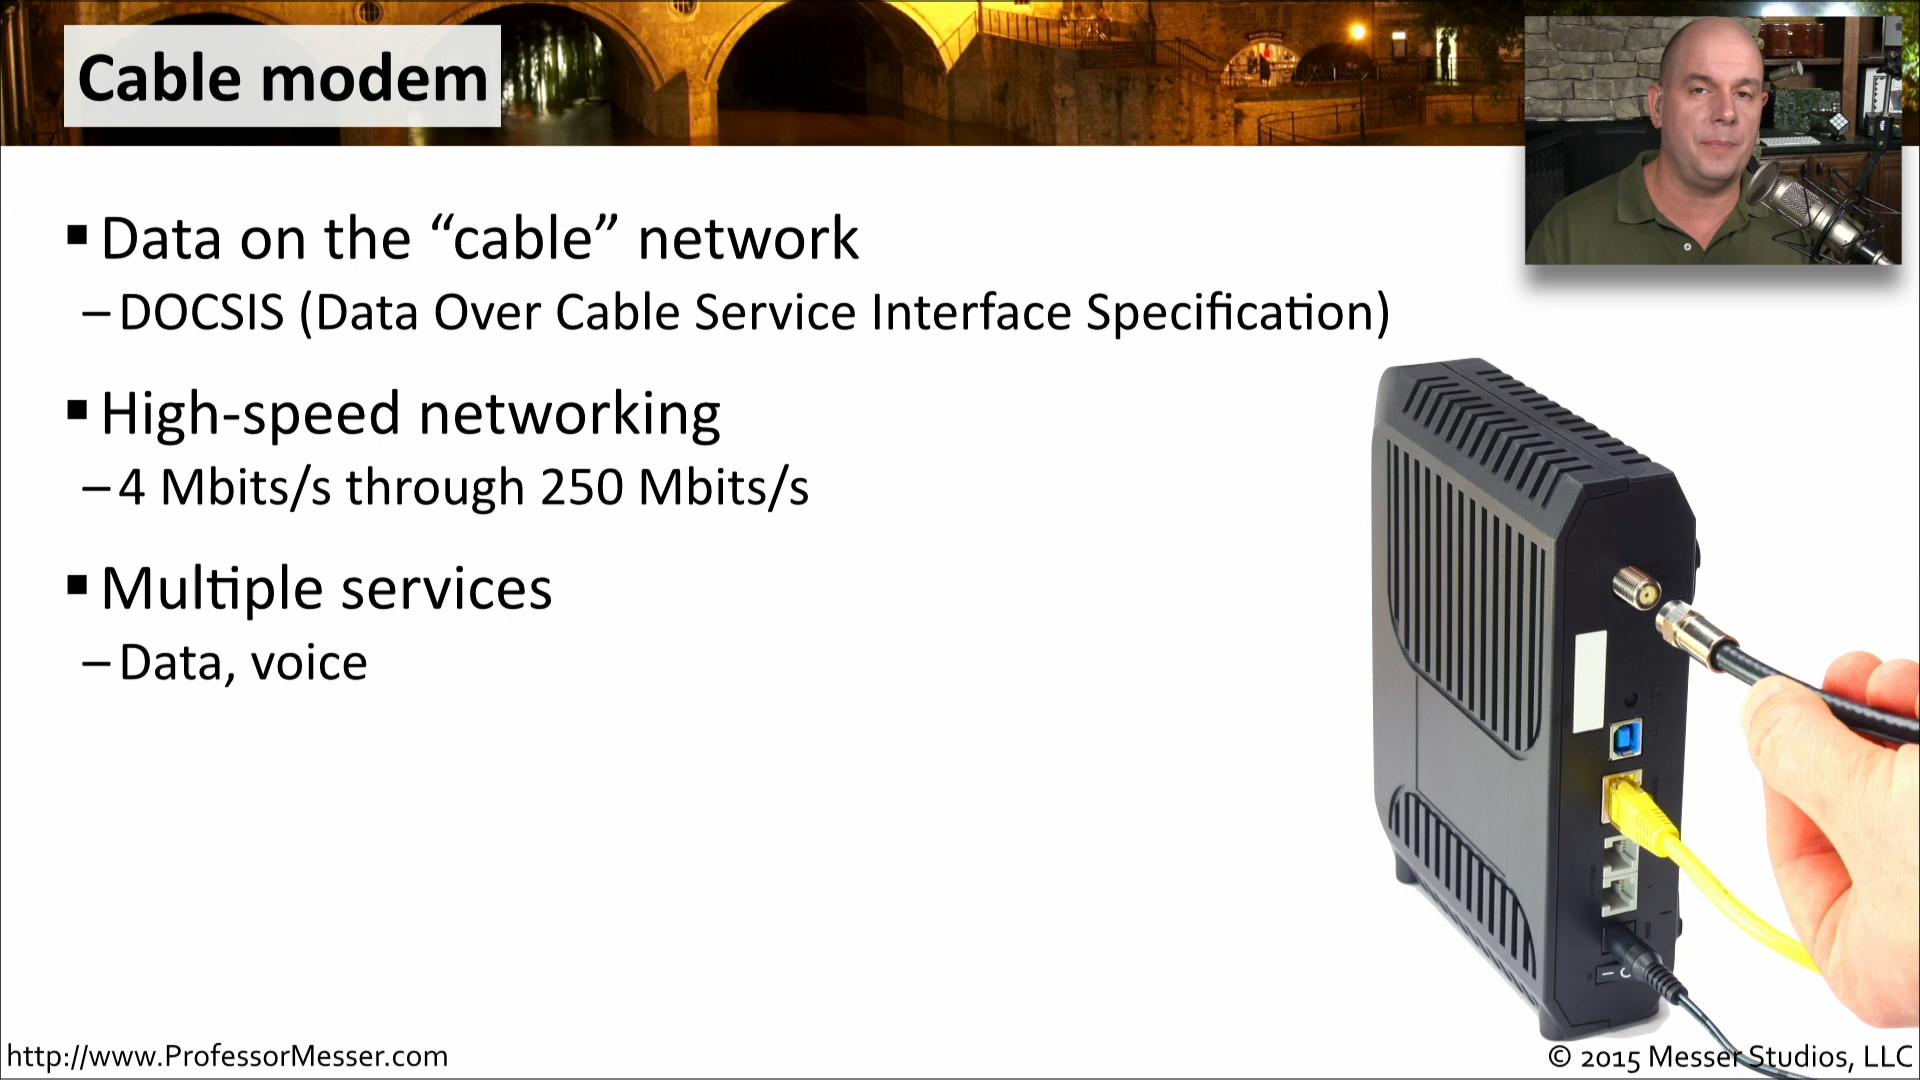 Cable modem
▪ Data on the “cable” network
– DOCSIS (Data Over Cable Service Interface Specification)
▪ High-speed networking
– 4 Mbits/s through 250 Mbits/s
▪ Multiple services
– Data, voice
http://www.ProfessorMesser.com
© 2015 Messer Studios, LLC